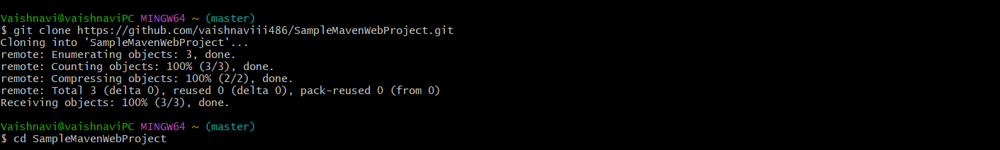 Vaishnavi@vaishnaviPC MINGW64 ~ (master)
$ git clone https://github.com/vaishnaviii486/SampleMavenWebProject.git
Cloning into 'SampleMavenWebProject'...
remote: Enumerating objects: 3, done.
remote: Counting objects: 100% (3/3), done.
remote: Compressing objects: 100% (2/2), done.
remote: Total 3 (delta 0), reused 0 (delta 0), pack-reused 0 (from 0)
Receiving objects: 100% (3/3), done.
Vaishnavi@vaishnaviPC MINGW64 ~ (master)
$ cd SampleMavenWebProject